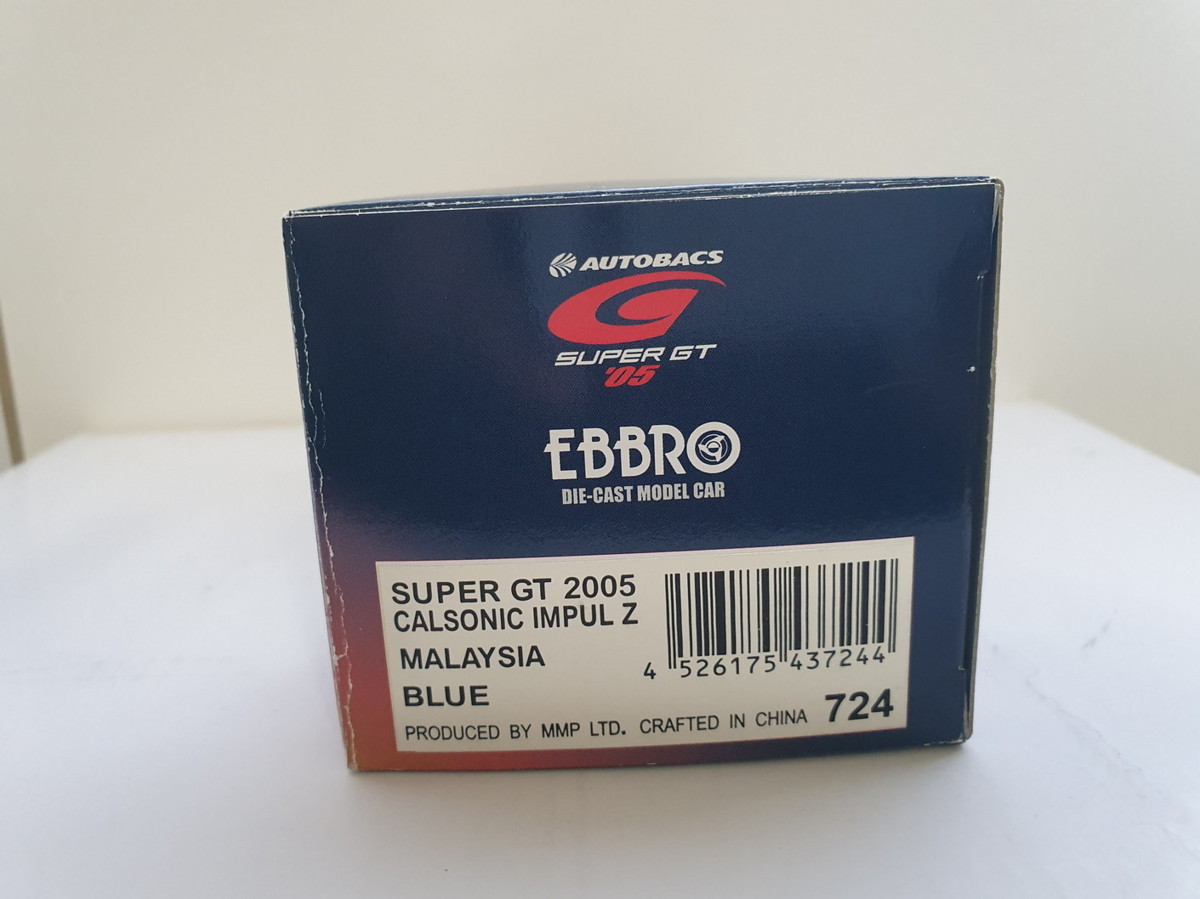 AUTOBACS
SUPER GT
'05
EBBRO
DIE-CAST MODEL CAR
SUPER GT 2005
CALSONIC IMPUL Z
MALAYSIA
BLUE
4 526175 437244
PRODUCED BY MMP LTD. CRAFTED IN CHINA 724